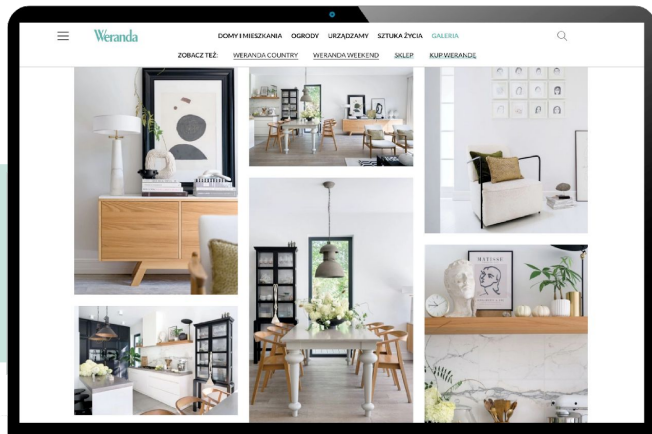 Weranda
DOMY I MIESZKANIA OGRODY URZĄDZAMY SZTUKA ŻYCIA GALERIA
ZOBACZ TEŻ: WERANDA COUNTRY WERANDA WEEKEND SKLEP KUP WERANDĘ
MATISSE